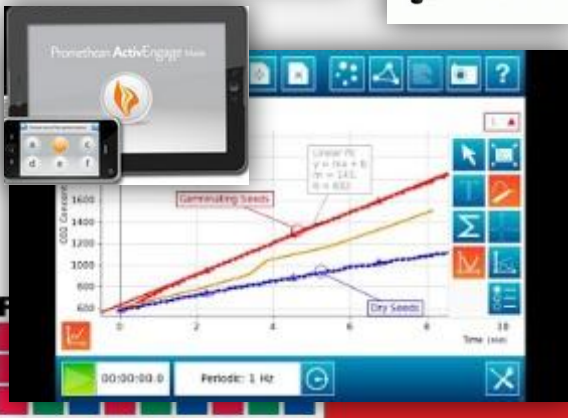 Promethean ActivEngage
a
c
d
e
f
?
Linear Fit
y = mx + b
Germinating Seeds
1600
1400
1200
1000
800
600
Dry Seeds
0
2
4
6
8
10
Time (min)
00:00:00.0
Periodic: 1 Hz